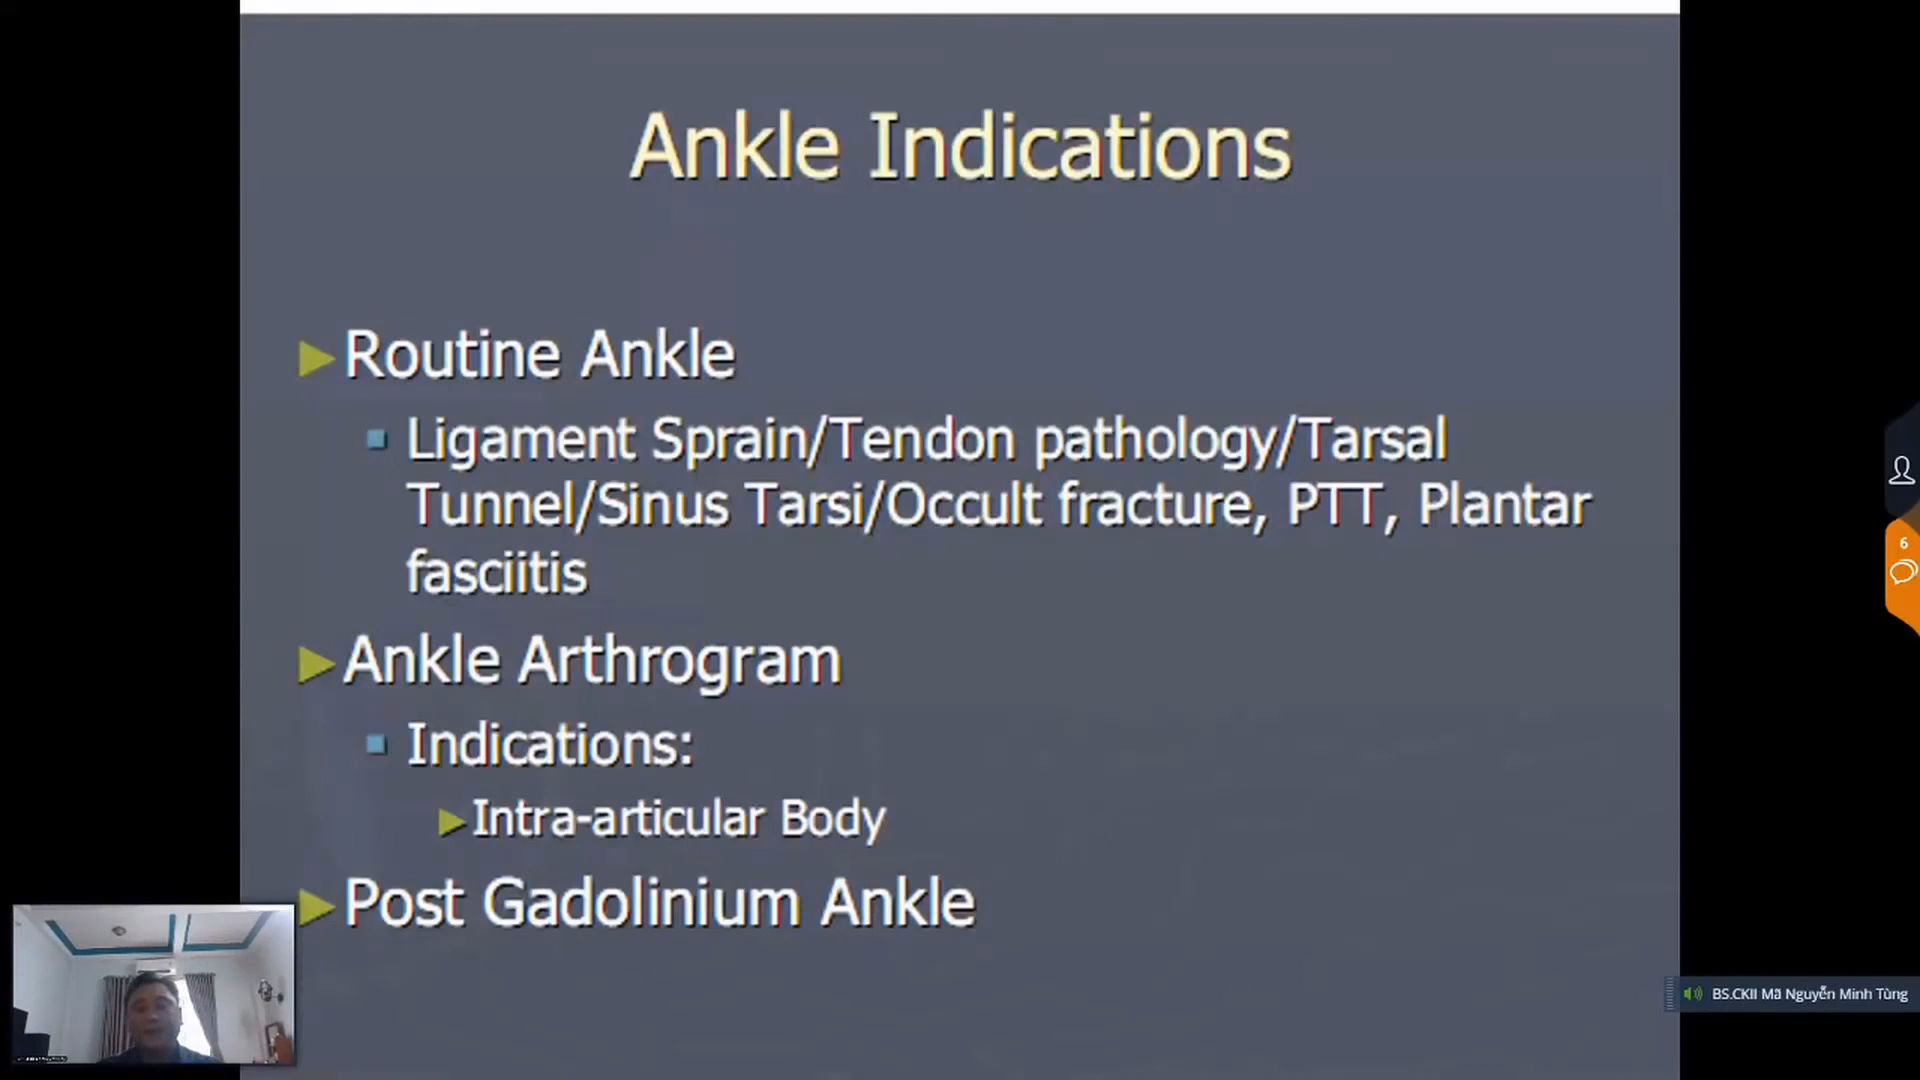 Ankle Indications
Routine Ankle
Ligament Sprain/Tendon pathology/Tarsal
Tunnel/Sinus Tarsi/Occult fracture, PTT, Plantar
fasciitis
Ankle Arthrogram
Indications:
Intra-articular Body
Post Gadolinium Ankle
6
BS.CKII Mã Nguyễn Minh Tùng